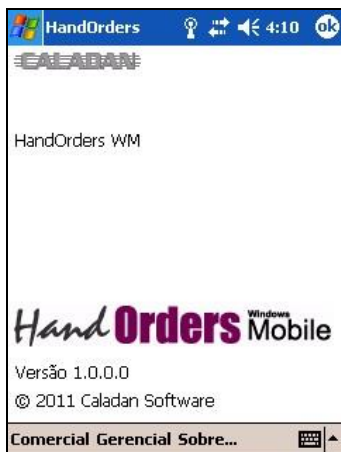 HandOrders 4:10 ok
CALADAN
HandOrders WM
Hand Orders Windows Mobile
Versão 1.0.0.0
© 2011 Caladan Software
Comercial Gerencial Sobre...